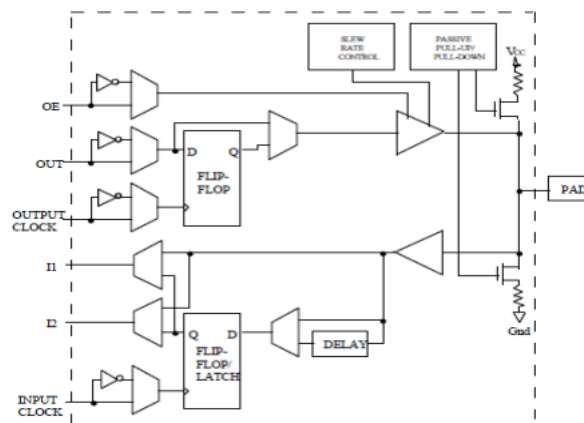 SLEW
RATE
CONTROL
PASSIVE
PULL-UP/
PULL-DOWN
Vcc
OE
OUT
D
Q
FLIP-
FLOP
OUTPUT
CLOCK
PAD
I1
I2
Q
D
FLIP-
FLOP/
LATCH
DELAY
Gnd
INPUT
CLOCK